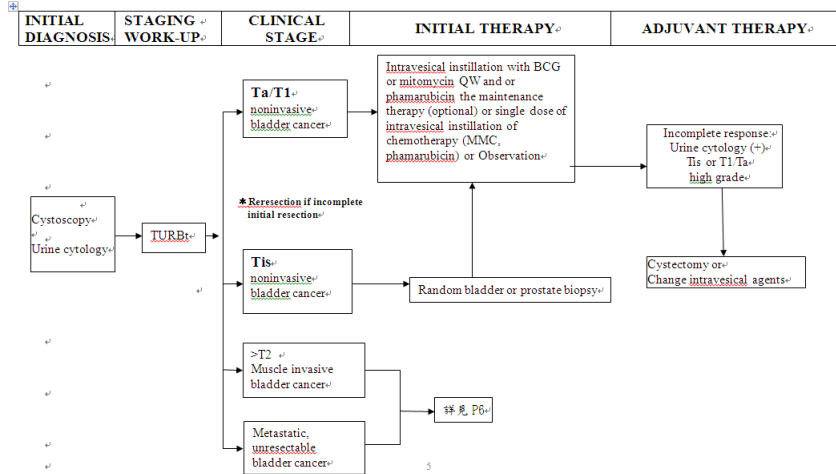 INITIAL DIAGNOSIS
STAGING WORK-UP
CLINICAL STAGE
INITIAL THERAPY
ADJUVANT THERAPY
Cystoscopy
Urine cytology
TURBt
Ta/T1
noninvasive
bladder cancer
∗ Reresection if incomplete
initial resection
Tis
noninvasive
bladder cancer
>T2
Muscle invasive
bladder cancer
Metastatic,
unresectable
bladder cancer
Intravesical instillation with BCG
or mitomycin QW and or
phamarubicin the maintenance
therapy (optional) or single dose of
intravesical instillation of
chemotherapy (MMC,
phamarubicin) or Observation
Random bladder or prostate biopsy
詳見 P6
Incomplete response:
Urine cytology (+)
Tis or T1/Ta
high grade
Cystectomy or
Change intravesical agents
5